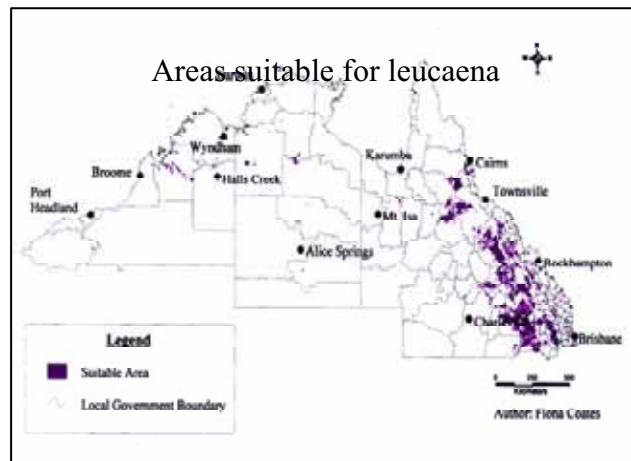 Areas suitable for leucaena
Wyndham
Karumba
Cairns
Broome
Halls Creek
Townsville
Port
Headland
Mt. Isa
Alice Springs
Rockhampton
Brisbane
Legend
Suitable Area
Local Government Boundary
Kilometers
Author: Fiona Coates